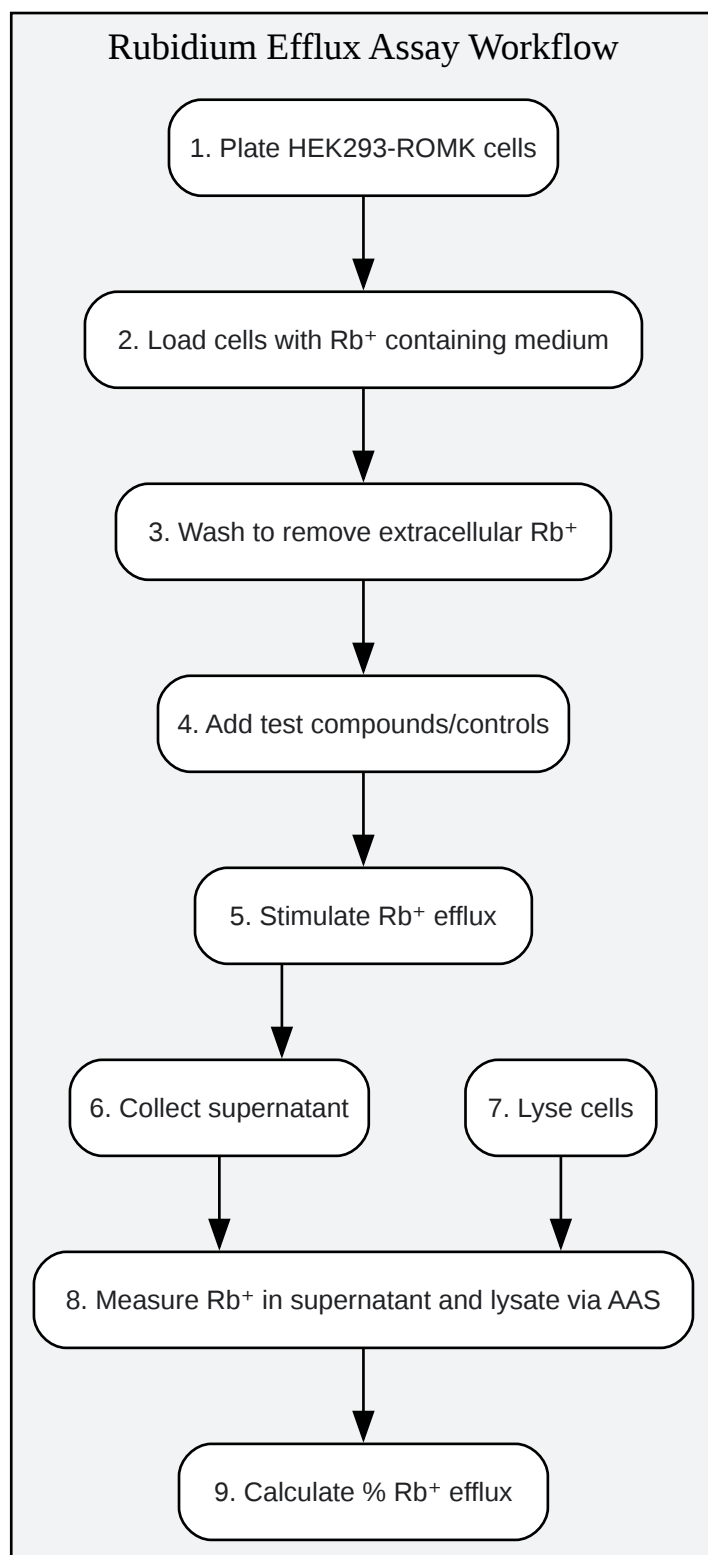 Rubidium Efflux Assay Workflow
1. Plate HEK293-ROMK cells
2. Load cells with Rb⁺ containing medium
3. Wash to remove extracellular Rb⁺
4. Add test compounds/controls
5. Stimulate Rb⁺ efflux
6. Collect supernatant
7. Lyse cells
8. Measure Rb⁺ in supernatant and lysate via AAS
9. Calculate % Rb⁺ efflux